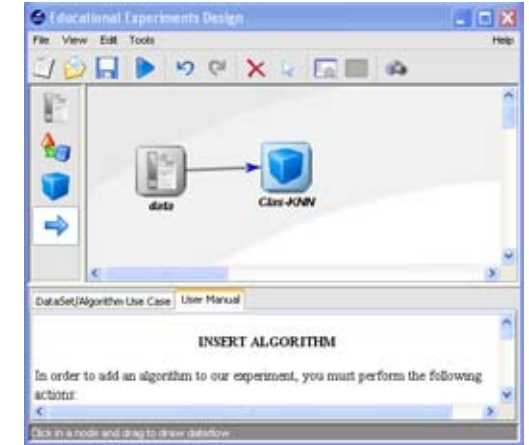 Educational Experiments Design
File View Edit Tools Help
data
Clas-KNN
DataSet/Algorithm Use Case User Manual
INSERT ALGORITHM
In order to add an algorithm to our experiment, you must perform the following
actions:
Click in a node and drag to draw dataflow